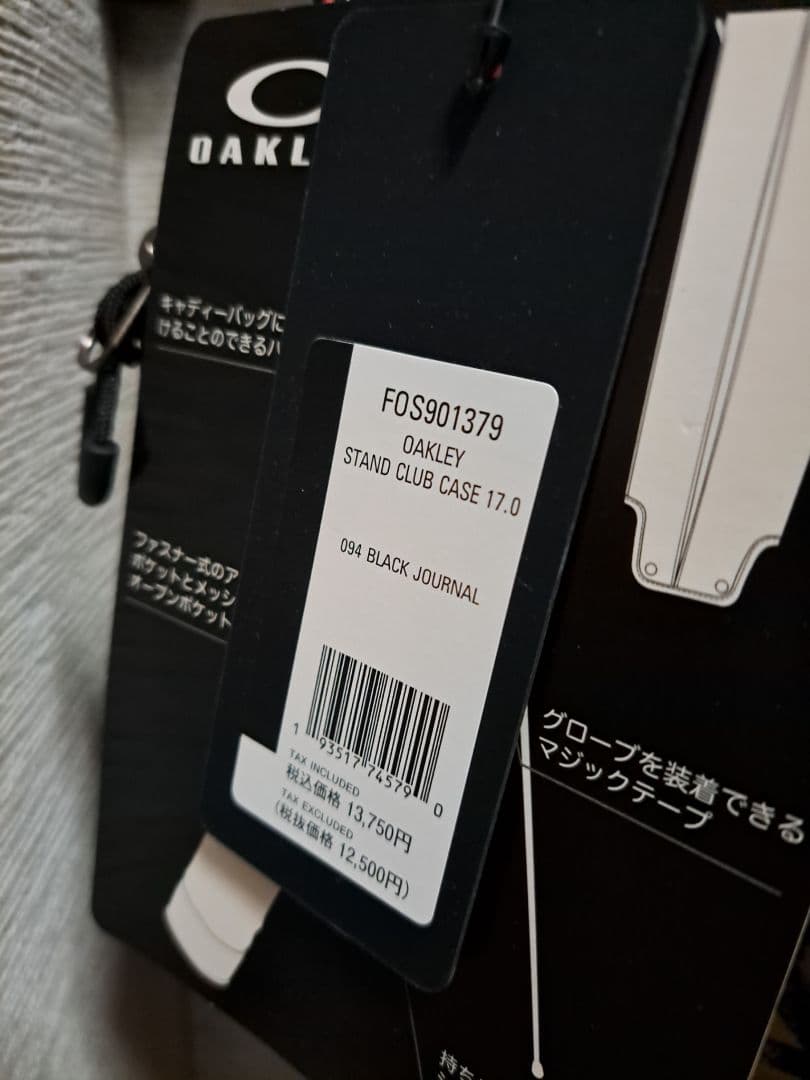 OAKL
キャディーバッグに
けることのできるハ
ファスナー式のア
ポケットとメッシ
オープンポケット
FOS901379
OAKLEY
STAND CLUB CASE 17.0
094 BLACK JOURNAL
1 93517 74579 0
TAX INCLUDED
税込価格 13,750円
TAX EXCLUDED
(税抜価格 12,500円)
グローブを装着できる
マジックテープ
持ち